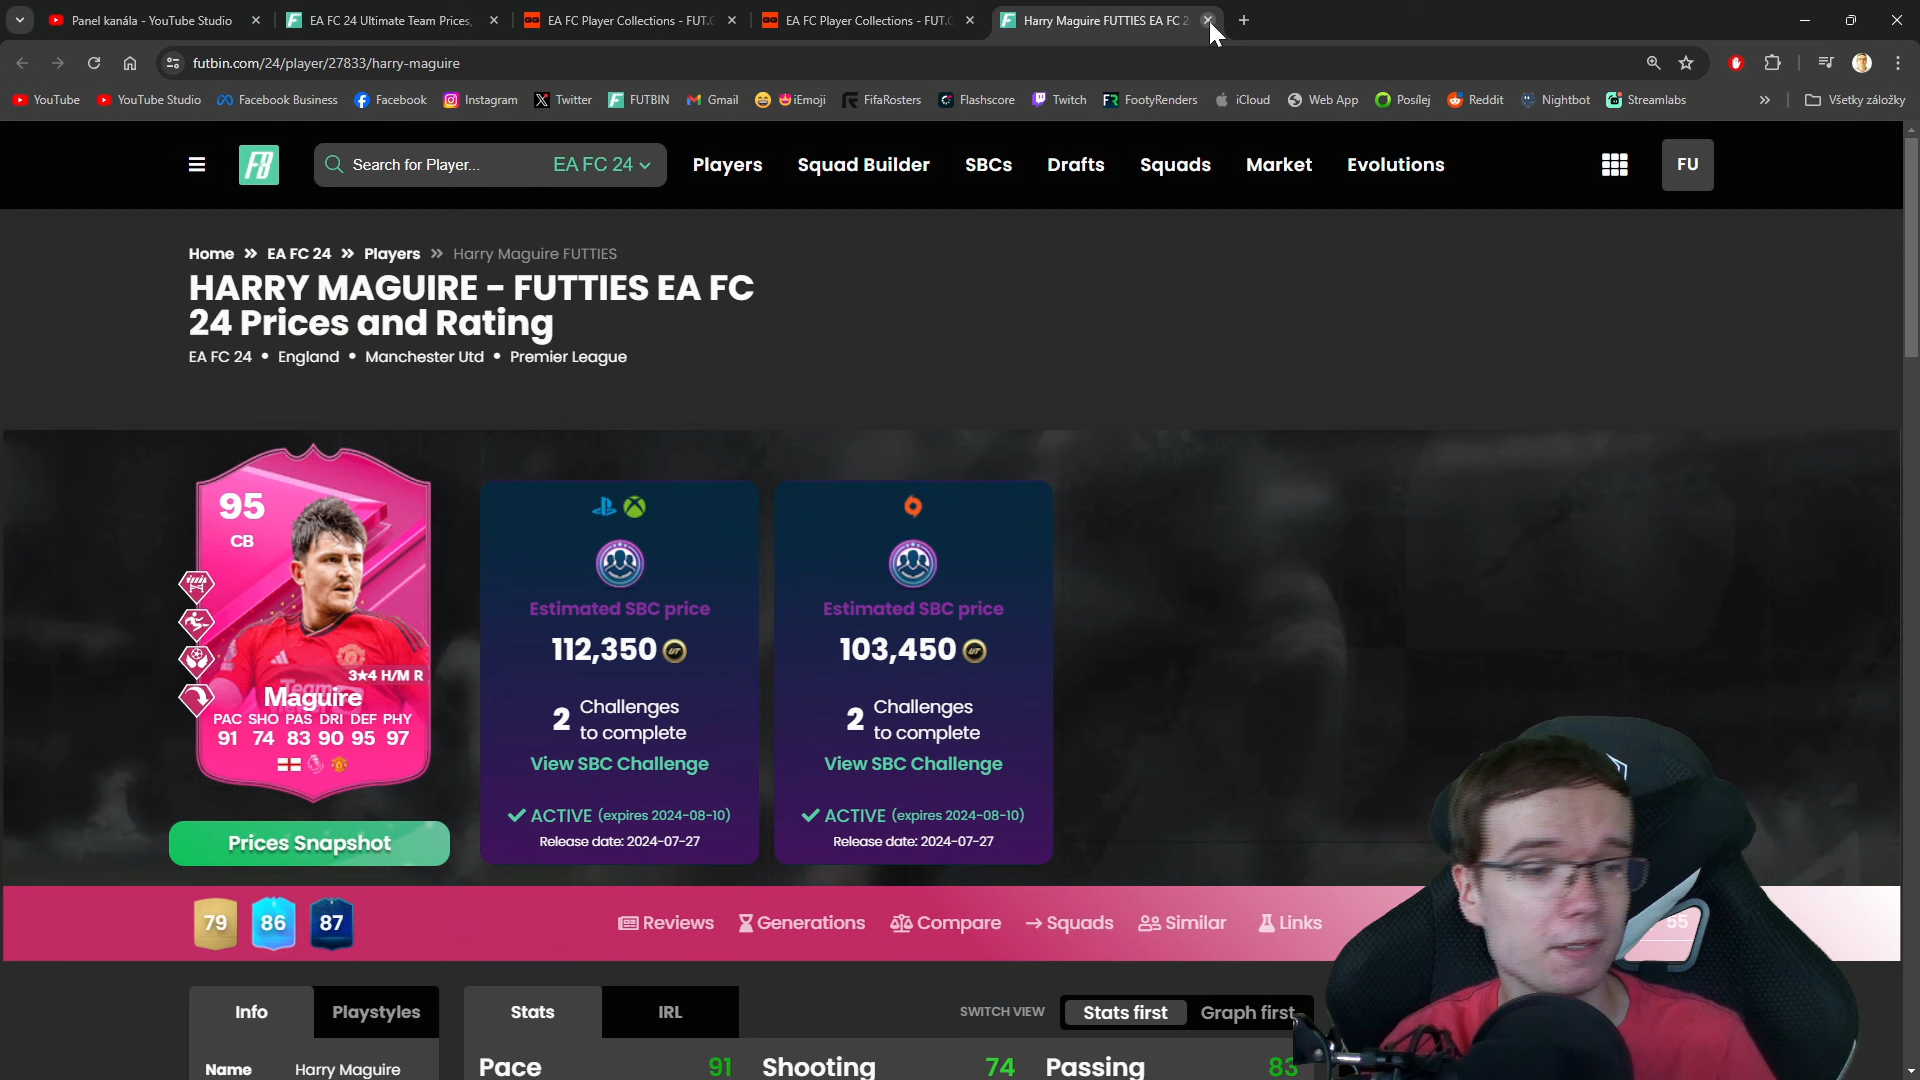 Panel kanála - YouTube Studio
EA FC 24 Ultimate Team Prices,
EA FC Player Collections - FUT.G
EA FC Player Collections - FUT.G
Harry Maguire FUTTIES EA FC 2
futbin.com/24/player/27833/harry-maguire
YouTube
YouTube Studio
Facebook Business
Facebook
Instagram
Twitter
FUTBIN
Gmail
iEmoji
FifaRosters
Flashscore
Twitch
FootyRenders
iCloud
Web App
Posílej
Reddit
Nightbot
Streamlabs
Všetky záložky
Search for Player...
EA FC 24
Players
Squad Builder
SBCs
Drafts
Squads
Market
Evolutions
FU
Home » EA FC 24 » Players » Harry Maguire FUTTIES
HARRY MAGUIRE - FUTTIES EA FC
24 Prices and Rating
EA FC 24 • England • Manchester Utd • Premier League
95
CB
3★4 H/M R
Maguire
PAC SHO PAS DRI DEF PHY
91 74 83 90 95 97
Prices Snapshot
Estimated SBC price
112,350
2 Challenges
to complete
View SBC Challenge
ACTIVE (expires 2024-08-10)
Release date: 2024-07-27
Estimated SBC price
103,450
2 Challenges
to complete
View SBC Challenge
ACTIVE (expires 2024-08-10)
Release date: 2024-07-27
79
86
87
Reviews
Generations
Compare
Squads
Similar
Links
55
Info
Playstyles
Stats
IRL
SWITCH VIEW
Stats first
Graph first
Name Harry Maguire
Pace 91
Shooting 74
Passing 83